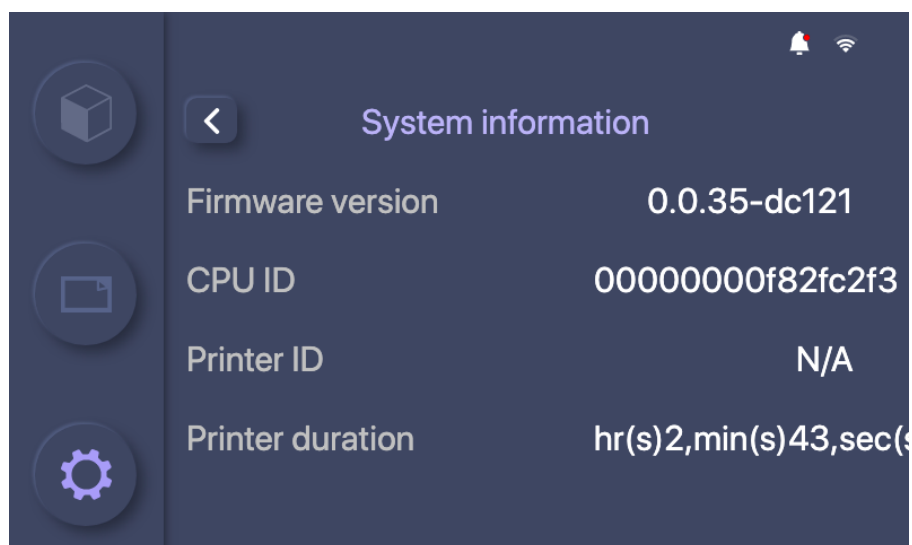 System information
Firmware version 0.0.35-dc121
CPU ID 00000000f82fc2f3
Printer ID N/A
Printer duration hr(s)2,min(s)43,sec(